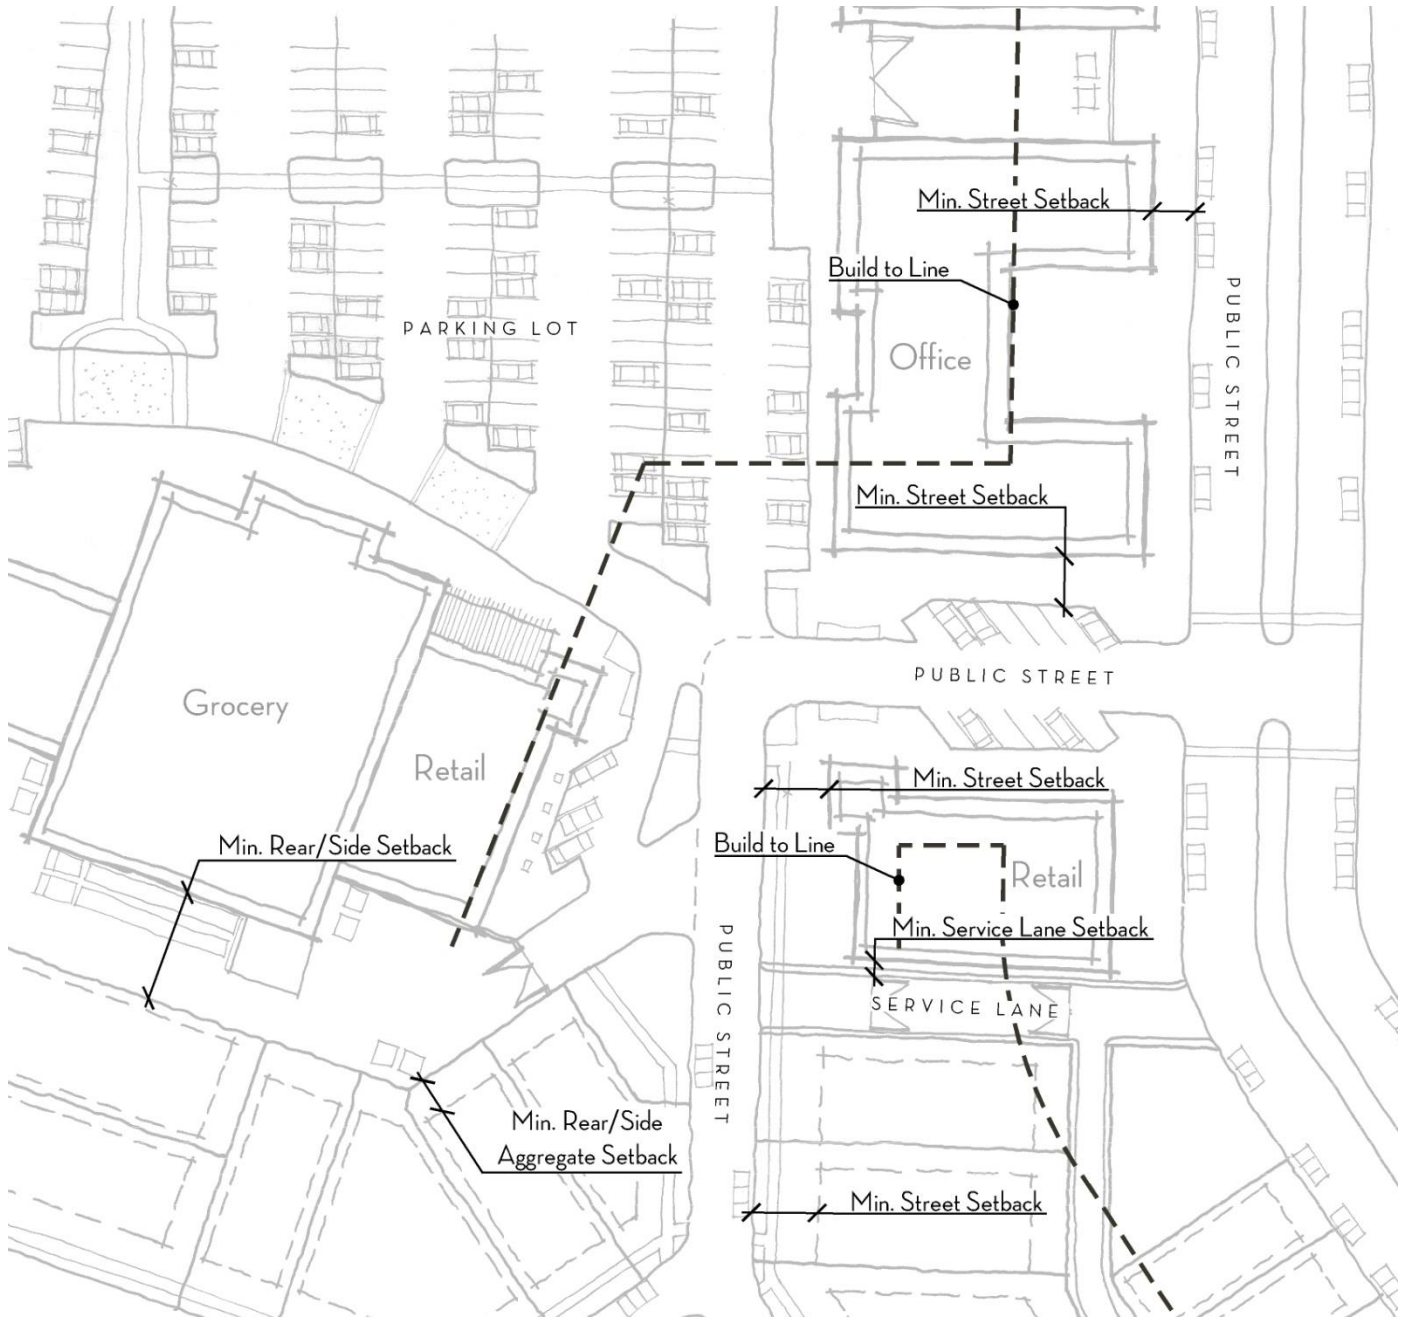 Min. Street Setback
Build to Line
PUBLIC STREET
PARKING LOT
Office
Min. Street Setback
PUBLIC STREET
Grocery
Retail
Min. Street Setback
Min. Rear/Side Setback
Build to Line
Retail
Min. Service Lane Setback
PUBLIC STREET
SERVICE LANE
Min. Rear/Side
Aggregate Setback
Min. Street Setback